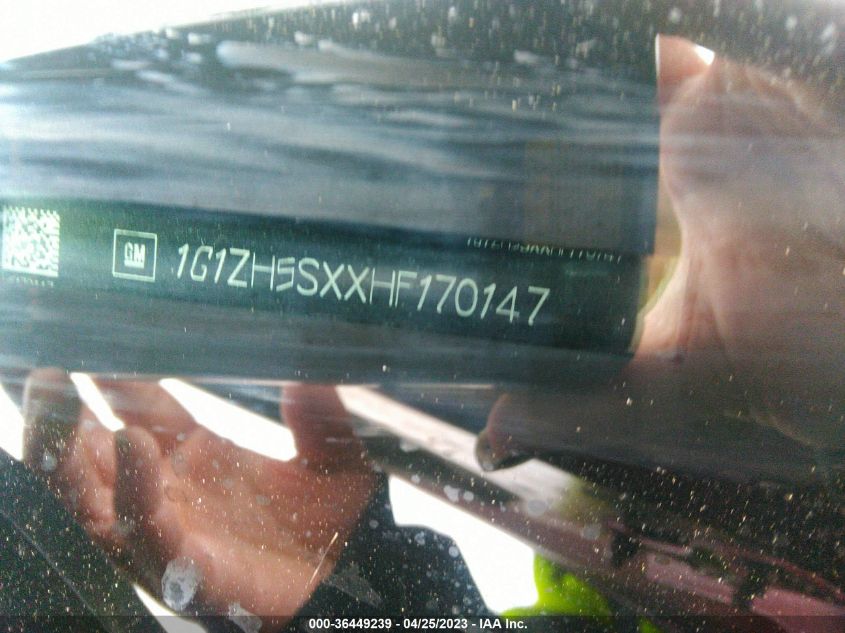 GM 1G1ZH5SXXHF170147
000-36449239 - 04/25/2023 - IAA Inc.